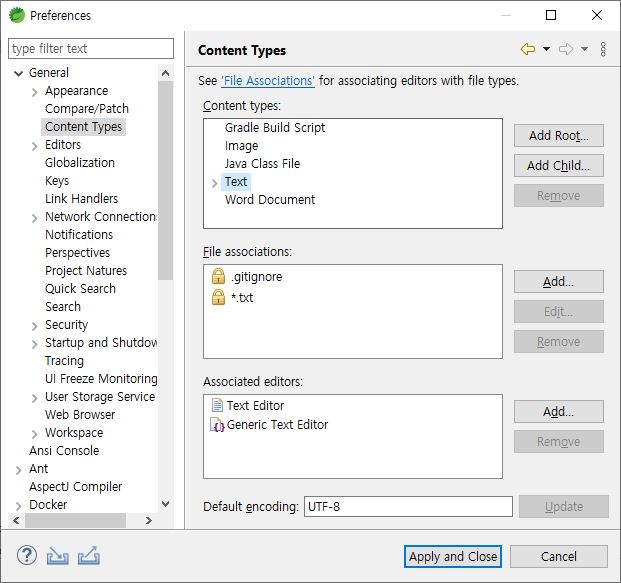 Preferences
type filter text
General
Appearance
Compare/Patch
Content Types
Editors
Globalization
Keys
Link Handlers
Network Connection
Notifications
Perspectives
Project Natures
Quick Search
Search
Security
Startup and Shutdow
Tracing
UI Freeze Monitoring
User Storage Service
Web Browser
Workspace
Ansi Console
Ant
AspectJ Compiler
Docker
Content Types
See 'File Associations' for associating editors with file types.
Content types:
Gradle Build Script
Image
Java Class File
Text
Word Document
Add Root...
Add Child...
Remove
File associations:
.gitignore
*.txt
Add...
Edit...
Remove
Associated editors:
Text Editor
Generic Text Editor
Add...
Remove
Default encoding: UTF-8
Update
Apply and Close
Cancel